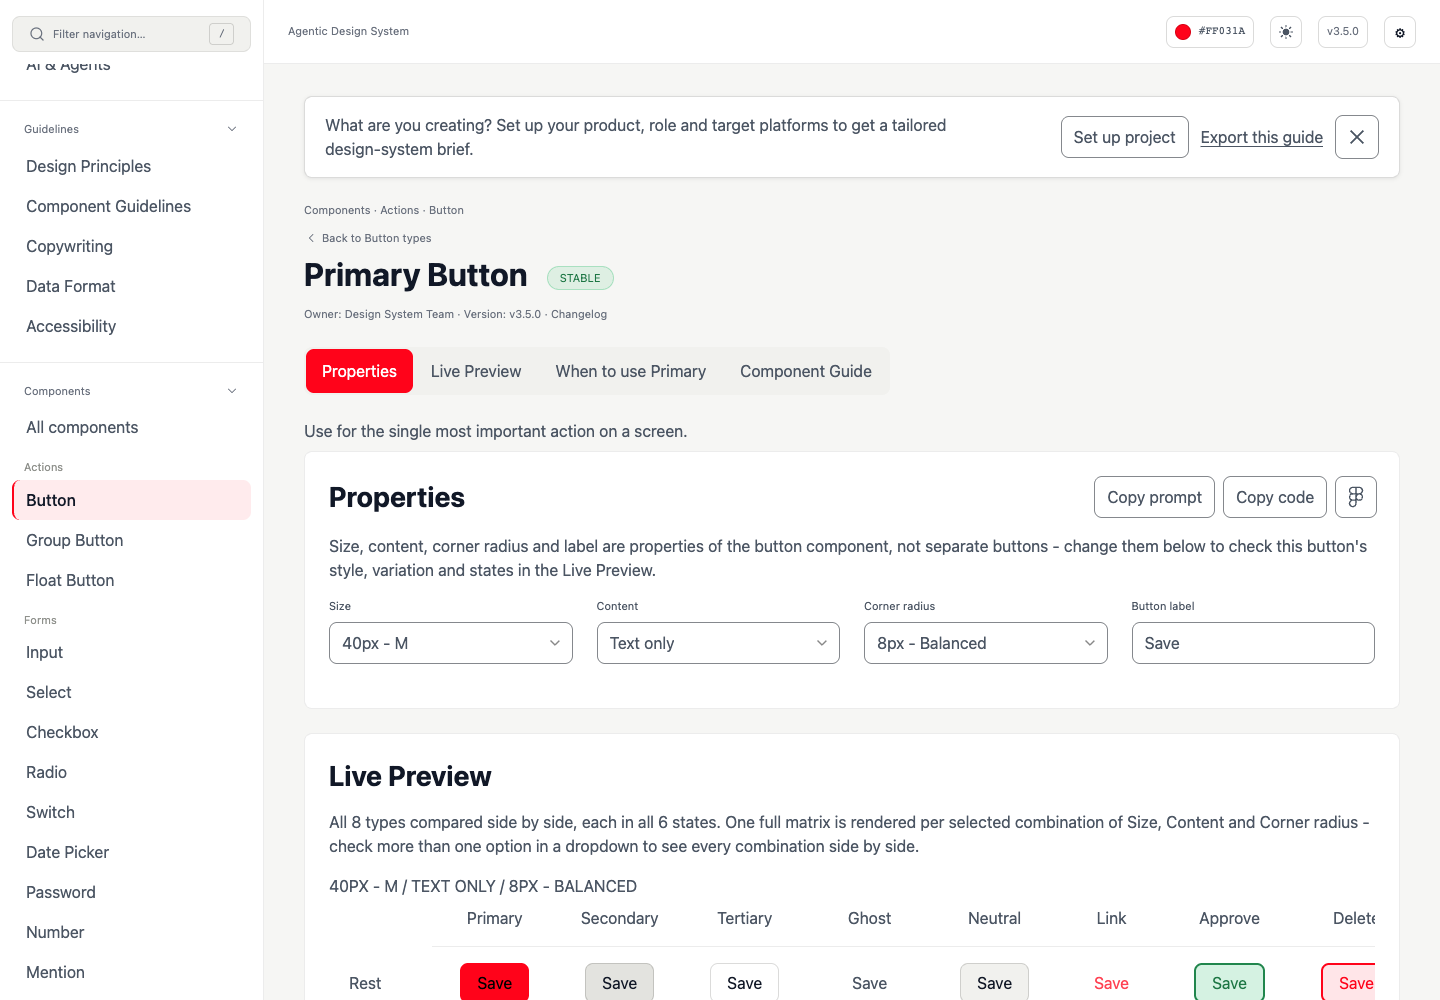 Filter navigation...
/
AI & Agents
Guidelines
Design Principles
Component Guidelines
Copywriting
Data Format
Accessibility
Components
All components
Actions
Button
Group Button
Float Button
Forms
Input
Select
Checkbox
Radio
Switch
Date Picker
Password
Number
Mention
Agentic Design System
#FF031A
v3.5.0
What are you creating? Set up your product, role and target platforms to get a tailored
design-system brief.
Set up project
Export this guide
Components · Actions · Button
Back to Button types
Primary Button
STABLE
Owner: Design System Team · Version: v3.5.0 · Changelog
Properties
Live Preview
When to use Primary
Component Guide
Use for the single most important action on a screen.
Properties
Copy prompt
Copy code
Size, content, corner radius and label are properties of the button component, not separate buttons - change them below to check this button's
style, variation and states in the Live Preview.
Size
Content
Corner radius
Button label
40px - M
Text only
8px - Balanced
Save
Live Preview
All 8 types compared side by side, each in all 6 states. One full matrix is rendered per selected combination of Size, Content and Corner radius -
check more than one option in a dropdown to see every combination side by side.
40PX - M / TEXT ONLY / 8PX - BALANCED
Primary
Secondary
Tertiary
Ghost
Neutral
Link
Approve
Delete
Rest
Save
Save
Save
Save
Save
Save
Save
Save